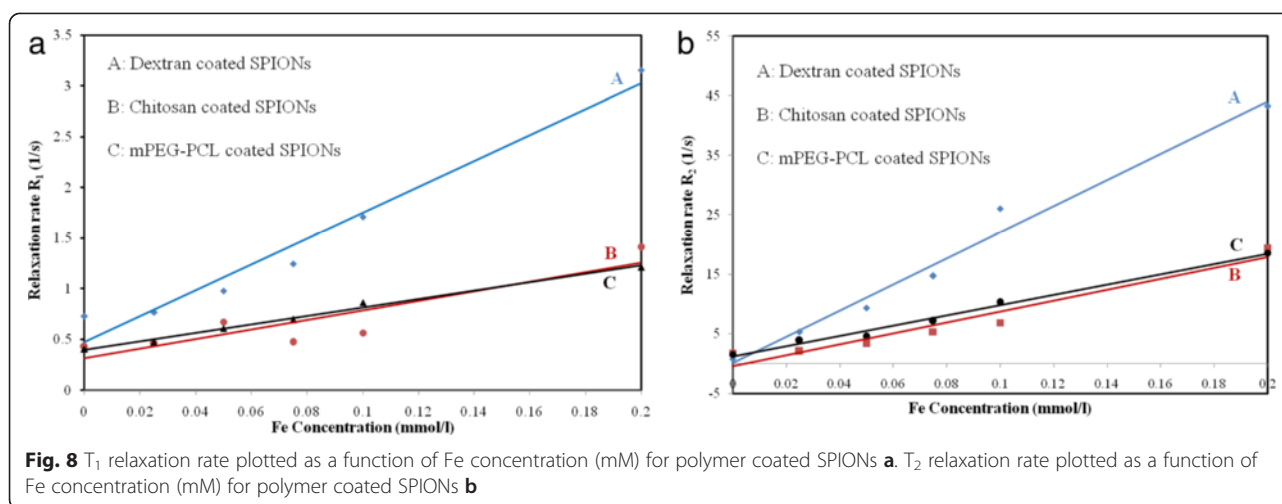 a
A: Dextran coated SPIONs
B: Chitosan coated SPIONs
C: mPEG-PCL coated SPIONs
A
B
C
Relaxation rate R₁ (1/s)
3.5
3
2.5
2
1.5
1
0.5
0
0 0.02 0.04 0.06 0.08 0.1 0.12 0.14 0.16 0.18 0.2
Fe Concentration (mmol/l)
b
A: Dextran coated SPIONs
B: Chitosan coated SPIONs
C: mPEG-PCL coated SPIONs
A
C
B
Relaxation rate R₂ (1/s)
55
45
35
25
15
5
-5
0 0.02 0.04 0.06 0.08 0.1 0.12 0.14 0.16 0.18 0.2
Fe Concentration (mmol/l)
Fig. 8 T₁ relaxation rate plotted as a function of Fe concentration (mM) for polymer coated SPIONs a. T₂ relaxation rate plotted as a function of
Fe concentration (mM) for polymer coated SPIONs b